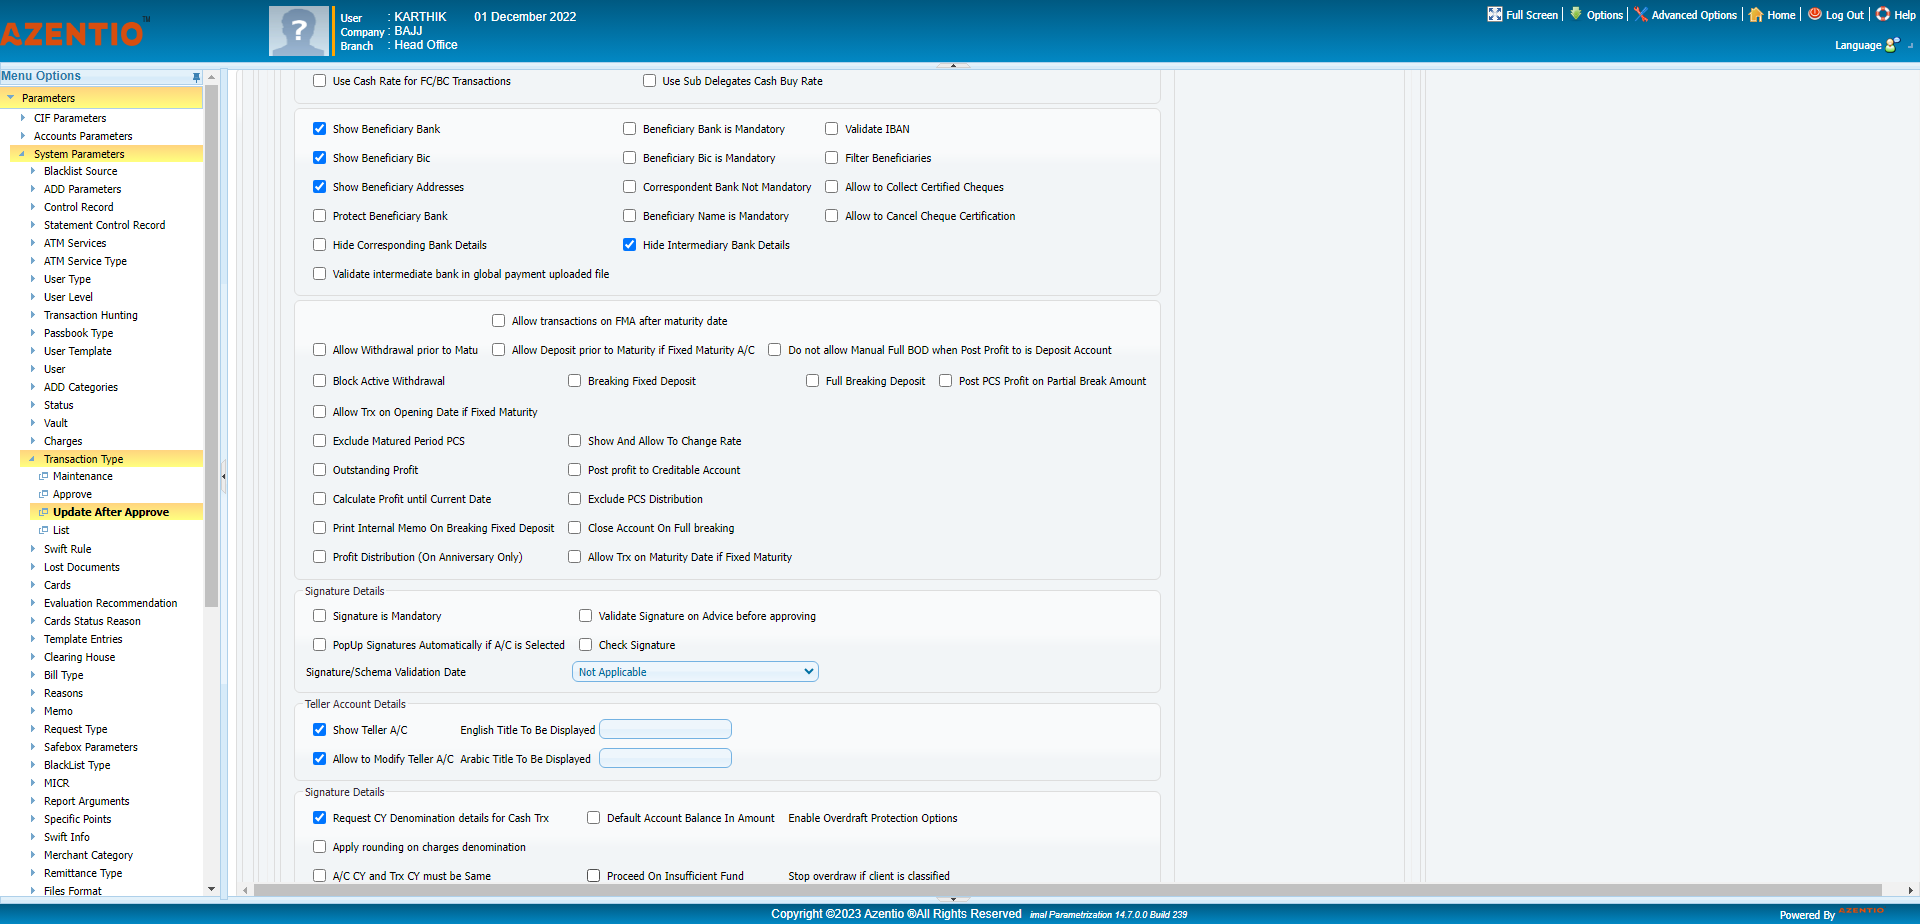 AZENTIO TM
User : KARTHIK 01 December 2022
Company : BAJJ
Branch : Head Office
Full Screen Options Advanced Options Home Log Out Help
Language
Menu Options
Parameters
CIF Parameters
Accounts Parameters
System Parameters
Blacklist Source
ADD Parameters
Control Record
Statement Control Record
ATM Services
ATM Service Type
User Type
User Level
Transaction Hunting
Passbook Type
User Template
User
ADD Categories
Status
Vault
Charges
Transaction Type
Maintenance
Approve
Update After Approve
List
Swift Rule
Lost Documents
Cards
Evaluation Recommendation
Cards Status Reason
Template Entries
Clearing House
Bill Type
Reasons
Memo
Request Type
Safebox Parameters
BlackList Type
MICR
Report Arguments
Specific Points
Swift Info
Merchant Category
Remittance Type
Files Format
Use Cash Rate for FC/BC Transactions Use Sub Delegates Cash Buy Rate
Show Beneficiary Bank Beneficiary Bank is Mandatory Validate IBAN
Show Beneficiary Bic Beneficiary Bic is Mandatory Filter Beneficiaries
Show Beneficiary Addresses Correspondent Bank Not Mandatory Allow to Collect Certified Cheques
Protect Beneficiary Bank Beneficiary Name is Mandatory Allow to Cancel Cheque Certification
Hide Corresponding Bank Details Hide Intermediary Bank Details
Validate intermediate bank in global payment uploaded file
Allow transactions on FMA after maturity date
Allow Withdrawal prior to Matu Allow Deposit prior to Maturity if Fixed Maturity A/C Do not allow Manual Full BOD when Post Profit to is Deposit Account
Block Active Withdrawal Breaking Fixed Deposit Full Breaking Deposit Post PCS Profit on Partial Break Amount
Allow Trx on Opening Date if Fixed Maturity
Exclude Matured Period PCS Show And Allow To Change Rate
Outstanding Profit Post profit to Creditable Account
Calculate Profit until Current Date Exclude PCS Distribution
Print Internal Memo On Breaking Fixed Deposit Close Account On Full breaking
Profit Distribution (On Anniversary Only) Allow Trx on Maturity Date if Fixed Maturity
Signature Details
Signature is Mandatory Validate Signature on Advice before approving
PopUp Signatures Automatically if A/C is Selected Check Signature
Signature/Schema Validation Date Not Applicable
Teller Account Details
Show Teller A/C English Title To Be Displayed
Allow to Modify Teller A/C Arabic Title To Be Displayed
Signature Details
Request CY Denomination details for Cash Trx Default Account Balance In Amount Enable Overdraft Protection Options
Apply rounding on charges denomination
A/C CY and Trx CY must be Same Proceed On Insufficient Fund Stop overdraw if client is classified
Copyright ©2023 Azentio ®All Rights Reserved imal Parametrization 14.7.0.0 Build 239
Powered By AZENTIO